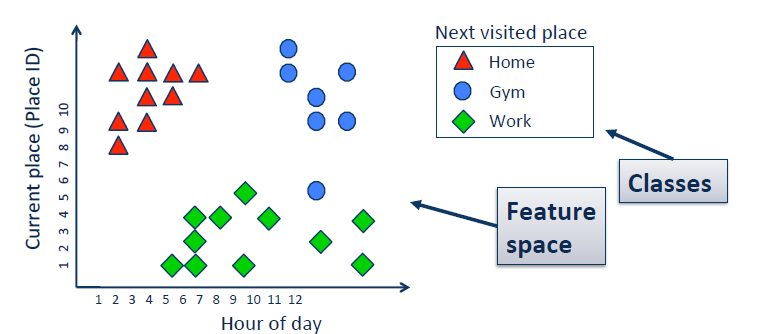 Next visited place
Home
Gym
Work
Classes
Feature
space
Current place (Place ID)
10
9
8
7
6
5
4
3
2
1
1 2 3 4 5 6 7 8 9 10 11 12
Hour of day